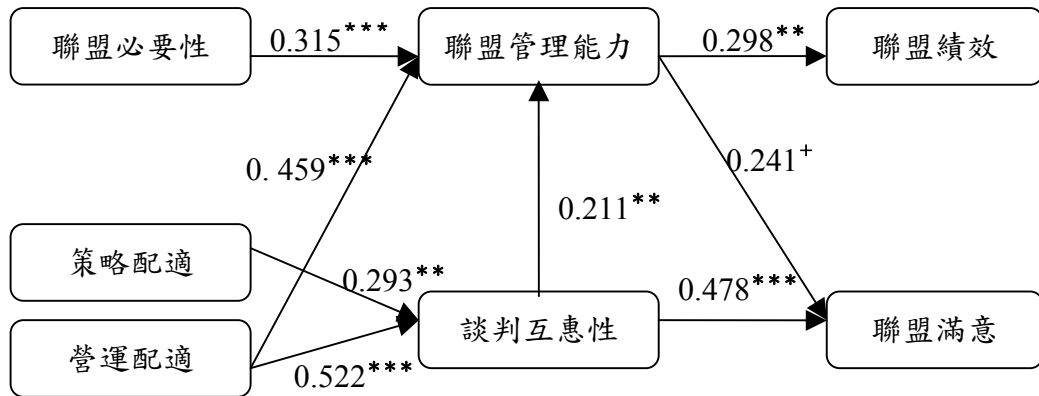 聯盟必要性
0.315***
聯盟管理能力
0.298**
聯盟績效
0. 459***
0.241+
0.211**
策略配適
0.293**
0.478***
談判互惠性
聯盟滿意
營運配適
0.522***